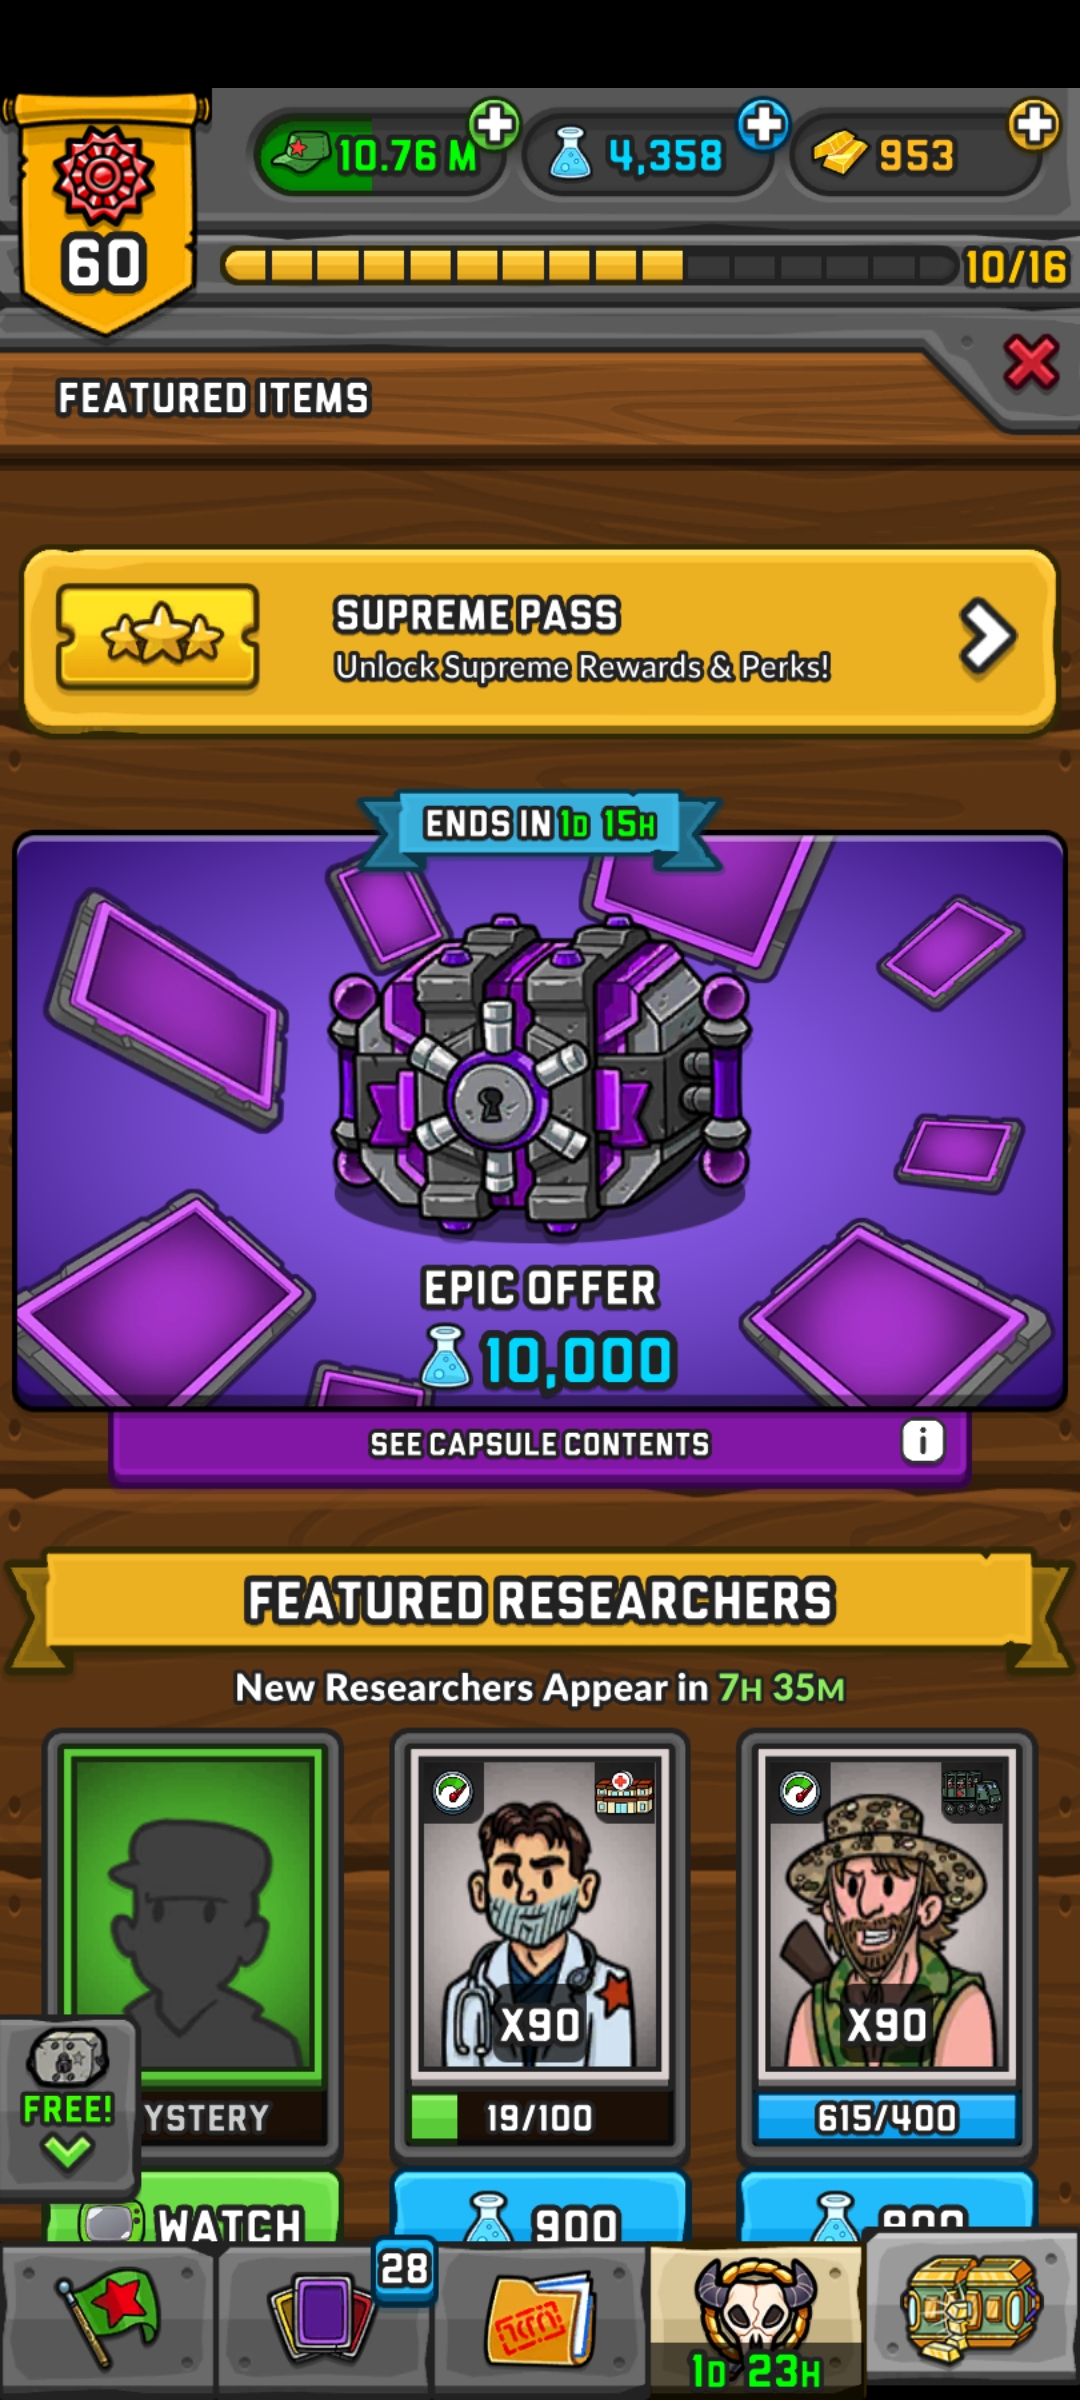 10.76 M
4,358
953
60
10/16
FEATURED ITEMS
SUPREME PASS
Unlock Supreme Rewards & Perks!
ENDS IN 1D 15H
EPIC OFFER
10,000
SEE CAPSULE CONTENTS
i
FEATURED RESEARCHERS
New Researchers Appear in 7H 35M
X90
X90
FREE!
YSTERY
19/100
615/400
WATCH
900
900
28
1D 23H